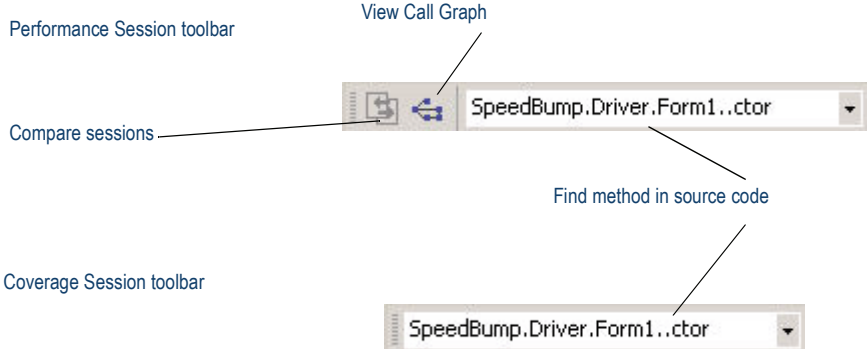 View Call Graph
Performance Session toolbar
SpeedBump.Driver.Form1..ctor
Compare sessions
Find method in source code
Coverage Session toolbar
SpeedBump.Driver.Form1..ctor